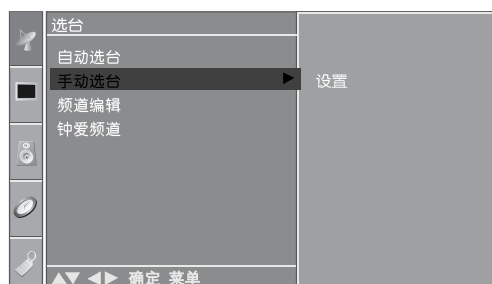 选台
自动选台
手动选台 ▶ 设置
频道编辑
钟爱频道
▲▼ ◀▶ 确定 菜单